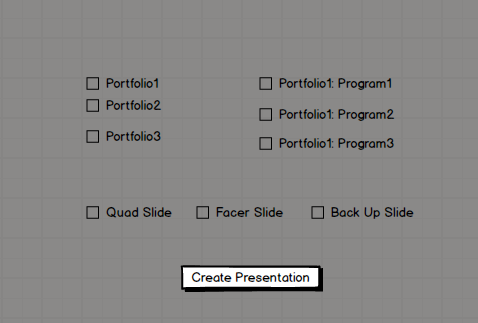 Portfolio1
Portfolio2
Portfolio3
Portfolio1: Program1
Portfolio1: Program2
Portfolio1: Program3
Quad Slide
Facer Slide
Back Up Slide
Create Presentation